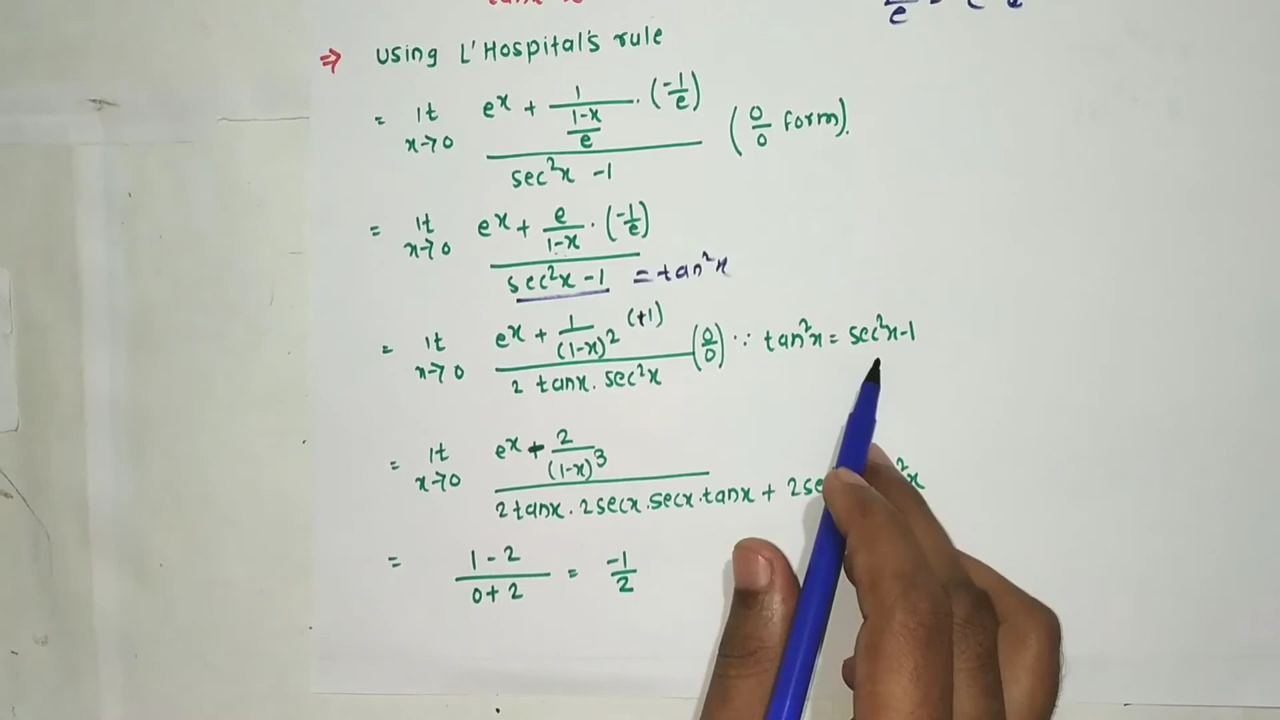 ⇒ Using L'Hospital's rule
= lt x→0 (e^x + 1/((1-x)/e) · (-1/e)) / (sec²x - 1) (0/0 form).
= lt x→0 (e^x + e/(1-x) · (-1/e)) / (sec²x - 1) = tan²x
= lt x→0 (e^x + 1/(1-x)² (+1)) / (2 tanx · sec²x) (0/0) ∵ tan²x = sec²x-1
= lt x→0 (e^x + 2/(1-x)³) / (2tanx · 2secx · secx · tanx + 2se ²x
= (1-2)/(0+2) = -1/2